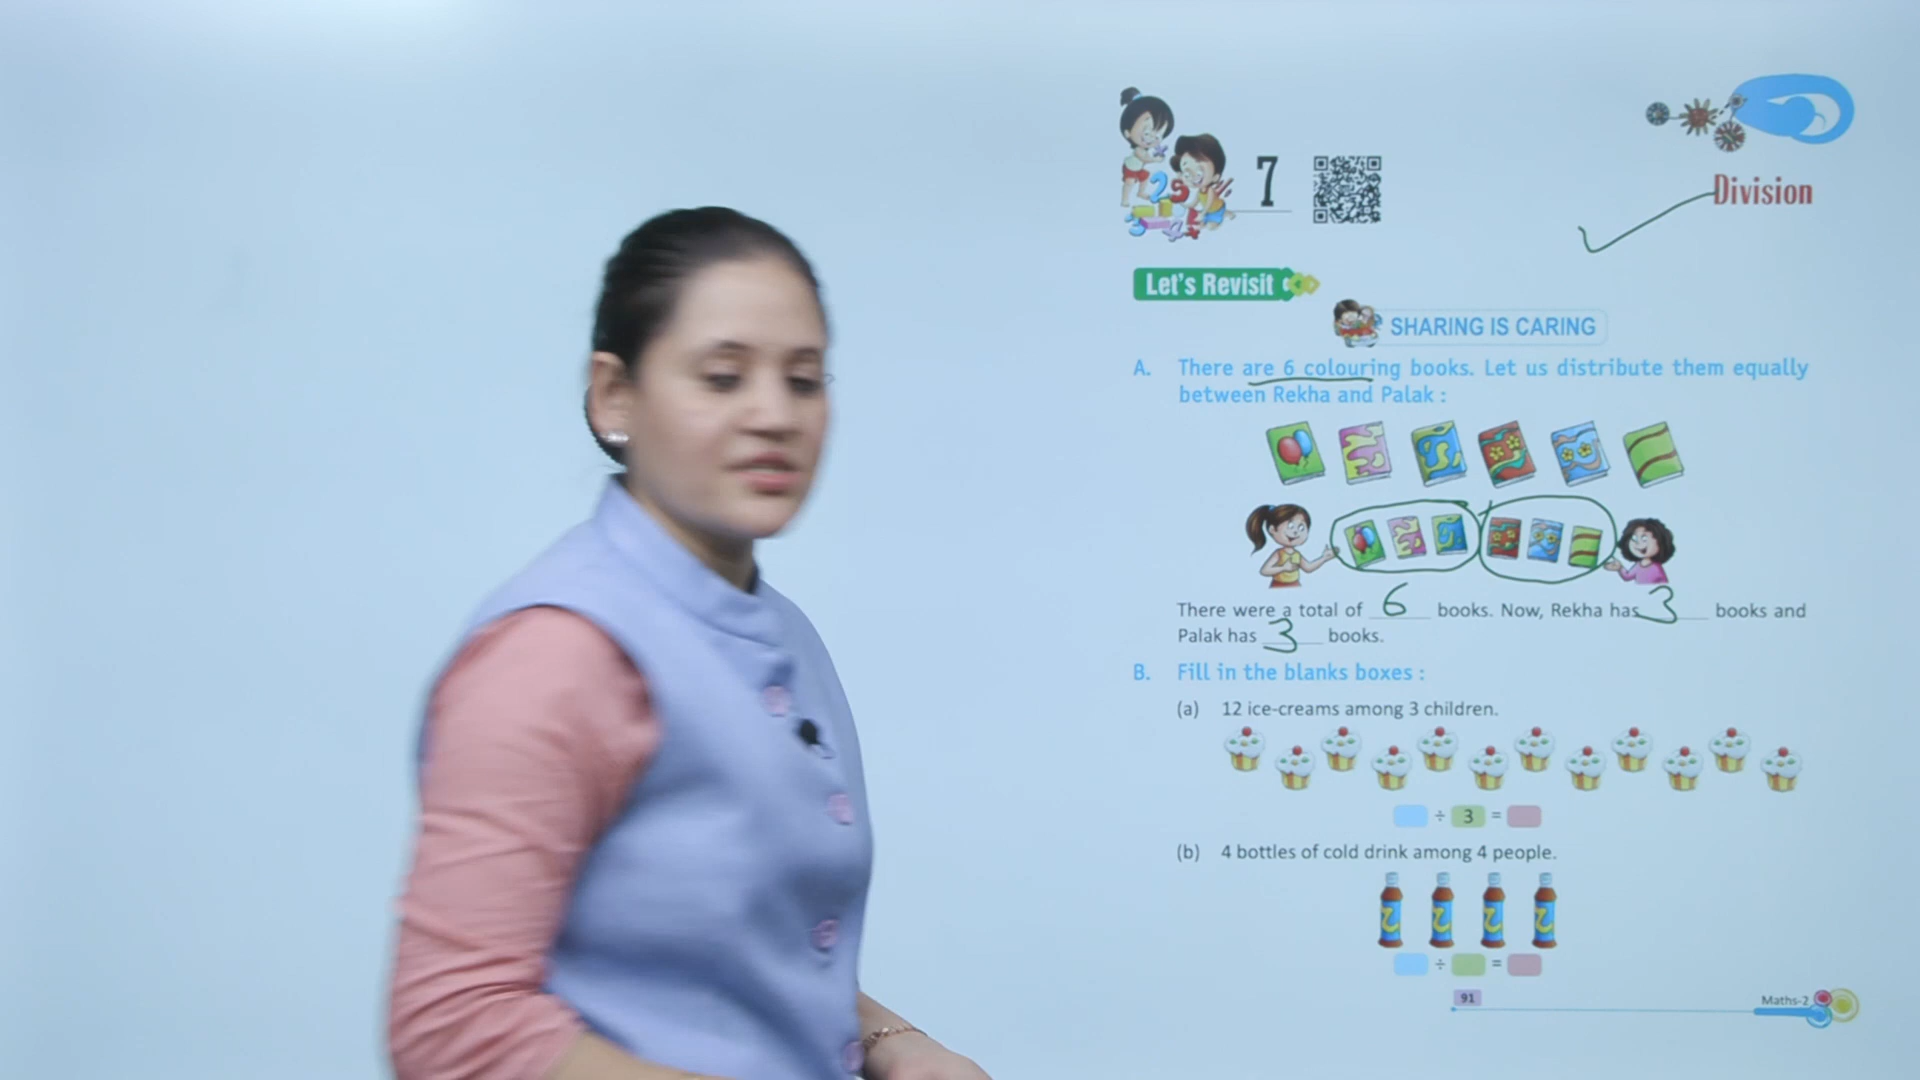 7
Division
Let's Revisit
SHARING IS CARING
A. There are 6 colouring books. Let us distribute them equally
between Rekha and Palak :
There were a total of 6 books. Now, Rekha has 3 books and
Palak has 3 books.
B. Fill in the blanks boxes :
(a) 12 ice-creams among 3 children.
÷ 3 =
(b) 4 bottles of cold drink among 4 people.
÷ =
91
Maths-2